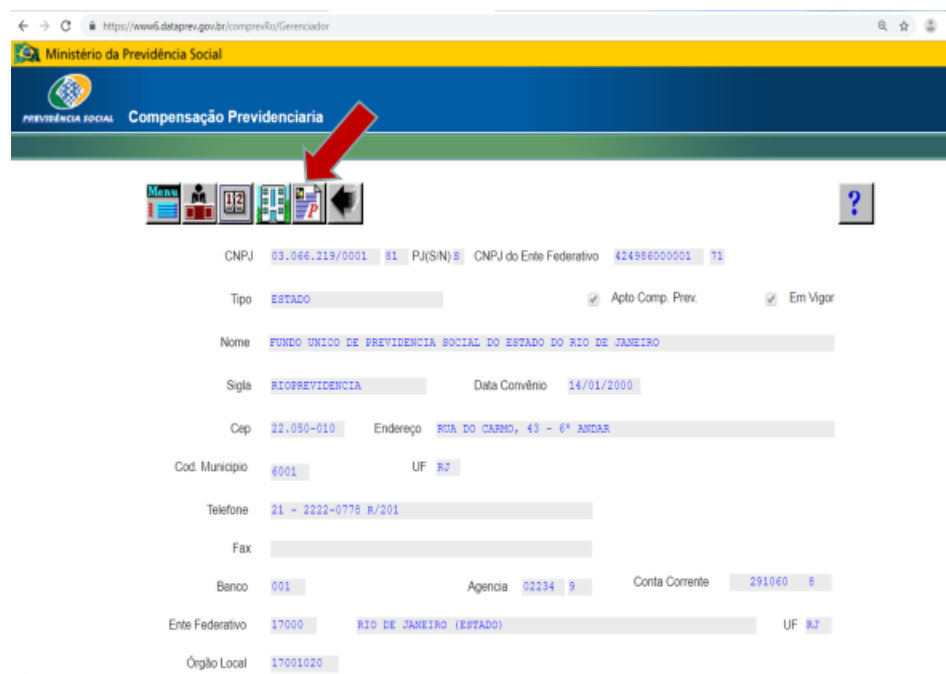 https://www6.dataprev.gov.br/comprevRo/Gerenciador
Ministério da Previdência Social
PREVIDÊNCIA SOCIAL Compensação Previdenciaria
Menu 12 P ?
CNPJ 03.066.219/0001 81 PJ(S/N) S CNPJ do Ente Federativo 424986000001 71
Tipo ESTADO Apto Comp. Prev. Em Vigor
Nome FUNDO UNICO DE PREVIDENCIA SOCIAL DO ESTADO DO RIO DE JANEIRO
Sigla RIOPREVIDENCIA Data Convênio 14/01/2000
Cep 22.050-010 Endereço RUA DO CARMO, 43 - 6º ANDAR
Cod. Municipio 6001 UF RJ
Telefone 21 - 2222-0778 R/201
Fax
Banco 001 Agencia 02234 9 Conta Corrente 291060 8
Ente Federativo 17000 RIO DE JANEIRO (ESTADO) UF RJ
Órgão Local 17001020